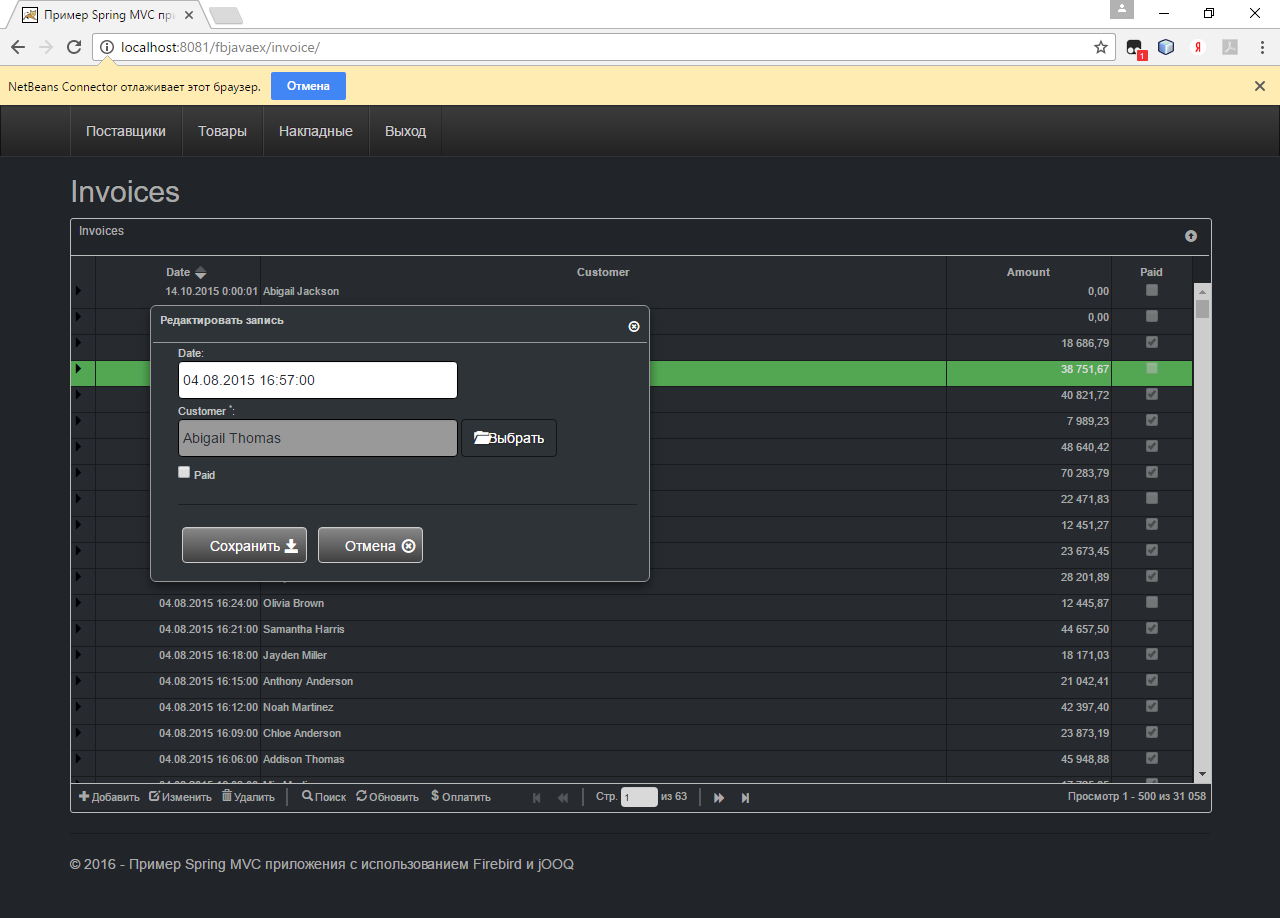 Пример Spring MVC пр
localhost:8081/fbjavaex/invoice/
1
Я
NetBeans Connector отлаживает этот браузер. Отмена
Поставщики Товары Накладные Выход
Invoices
Invoices
Date Customer Amount Paid
14.10.2015 0:00:01 Abigail Jackson 0,00
0,00
18 686,79
38 751,67
40 821,72
7 989,23
48 640,42
70 283,79
22 471,83
12 451,27
23 673,45
28 201,89
Редактировать запись
Date:
04.08.2015 16:57:00
Customer *:
Abigail Thomas Выбрать
Paid
Сохранить Отмена
04.08.2015 16:24:00 Olivia Brown 12 445,87
04.08.2015 16:21:00 Samantha Harris 44 657,50
04.08.2015 16:18:00 Jayden Miller 18 171,03
04.08.2015 16:15:00 Anthony Anderson 21 042,41
04.08.2015 16:12:00 Noah Martinez 42 397,40
04.08.2015 16:09:00 Chloe Anderson 23 873,19
04.08.2015 16:06:00 Addison Thomas 45 948,88
Добавить Изменить Удалить Поиск Обновить $ Оплатить Стр. 1 из 63 Просмотр 1 - 500 из 31 058
© 2016 - Пример Spring MVC приложения с использованием Firebird и jOOQ